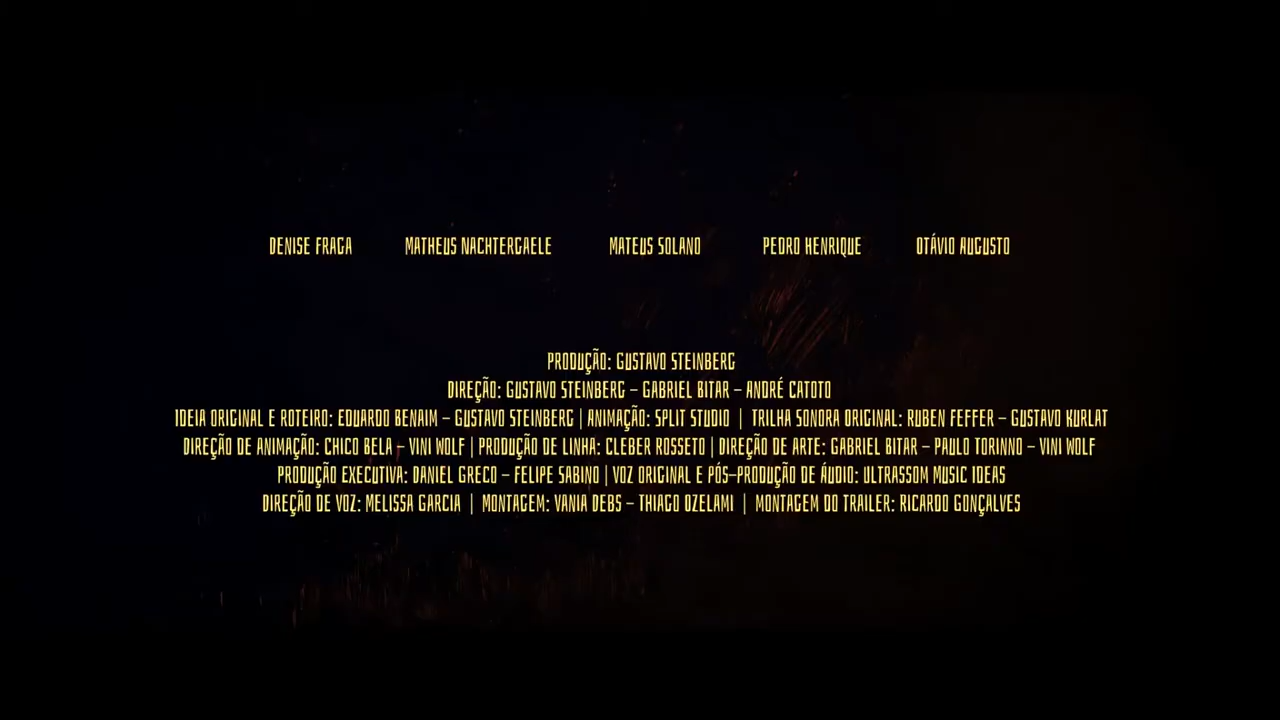 DENISE FRAGA MATHEUS NACHTERGAELE MATEUS SOLANO PEDRO HENRIQUE OTÁVIO AUGUSTO
PRODUÇÃO: GUSTAVO STEINBERG
DIREÇÃO: GUSTAVO STEINBERG – GABRIEL BITAR – ANDRÉ CATOTO
IDEIA ORIGINAL E ROTEIRO: EDUARDO BENAIM – GUSTAVO STEINBERG | ANIMAÇÃO: SPLIT STUDIO | TRILHA SONORA ORIGINAL: RUBEN FEFFER – GUSTAVO KURLAT
DIREÇÃO DE ANIMAÇÃO: CHICO BELA – VINI WOLF | PRODUÇÃO DE LINHA: CLEBER ROSSETO | DIREÇÃO DE ARTE: GABRIEL BITAR – PAULO TORINNO – VINI WOLF
PRODUÇÃO EXECUTIVA: DANIEL GRECO – FELIPE SABINO | VOZ ORIGINAL E PÓS–PRODUÇÃO DE ÁUDIO: ULTRASSOM MUSIC IDEAS
DIREÇÃO DE VOZ: MELISSA GARCIA | MONTAGEM: VANIA DEBS – THIAGO OZELAMI | MONTAGEM DO TRAILER: RICARDO GONÇALVES